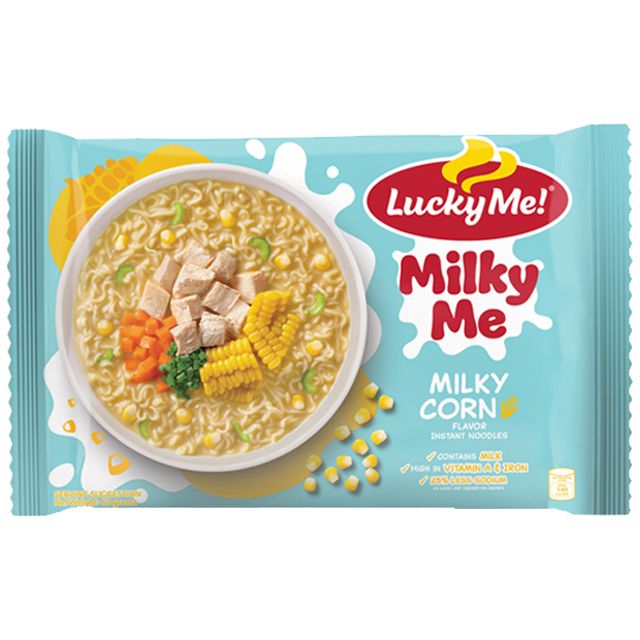 Lucky Me!
Milky
Me
MILKY
CORN
FLAVOR
INSTANT NOODLES
CONTAINS MILK
HIGH IN VITAMIN A & IRON
25% LESS SODIUM
SERVING SUGGESTION